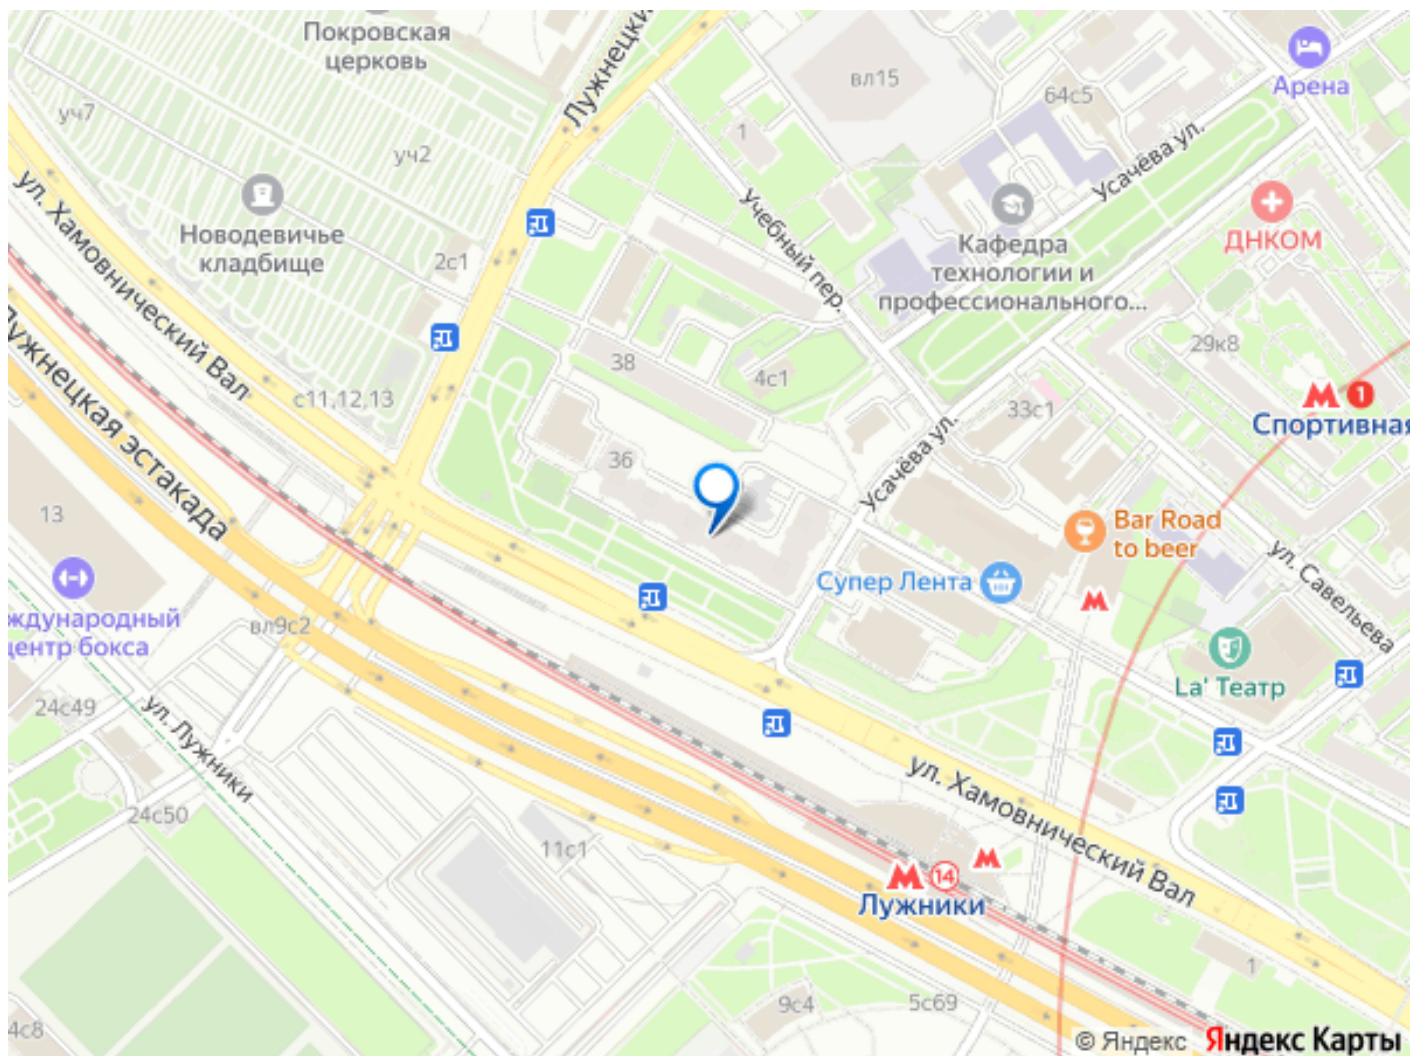 Покровская
церковь
Лужнецки
вл15
64с5
Арена
уч7
уч2
1
Усачёва ул.
ул. Хамовнический Вал
Новодевичье
кладбище
2с1
Учебный пер.
Кафедра
технологии и
профессионального...
ДНКОМ
29к8
Лужнецкая эстакада
с11,12,13
38
4с1
33с1
1
Спортивная
36
Усачёва ул.
13
Bar Road
to beer
Супер Лента
ул. Савельева
ждународный
центр бокса
вл9с2
La' Театр
24с49
ул. Лужники
24с50
11с1
ул. Хамовнический Вал
14
Лужники
1
9с4
5с69
4с8
© Яндекс Яндекс Карты